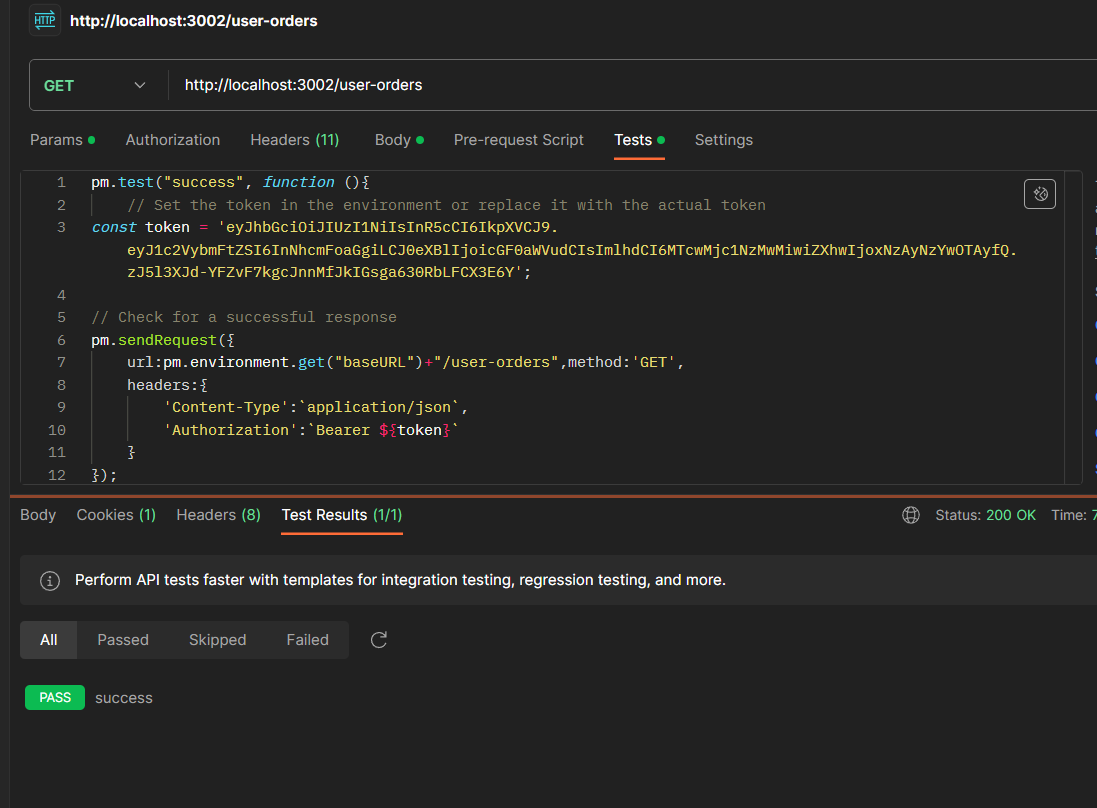 HTTP http://localhost:3002/user-orders
GET http://localhost:3002/user-orders
Params Authorization Headers (11) Body Pre-request Script Tests Settings
1 pm.test("success", function (){
2 // Set the token in the environment or replace it with the actual token
3 const token = 'eyJhbGciOiJIUzI1NiIsInR5cCI6IkpXVCJ9.
eyJ1c2VybmFtZSI6InNhcmFoaGgiLCJ0eXBlIjoicGF0aWVudCIsImlhdCI6MTcwMjc1NzMwMiwiZXhwIjoxNzAyNzYwOTAyfQ.
zJ5l3XJd-YFZvF7kgcJnnMfJkIGsga630RbLFCX3E6Y';
4
5 // Check for a successful response
6 pm.sendRequest({
7 url:pm.environment.get("baseURL")+"/user-orders",method:'GET',
8 headers:{
9 'Content-Type':`application/json`,
10 'Authorization':`Bearer ${token}`
11 }
12 });
Body Cookies (1) Headers (8) Test Results (1/1) Status: 200 OK Time:
Perform API tests faster with templates for integration testing, regression testing, and more.
All Passed Skipped Failed
PASS success